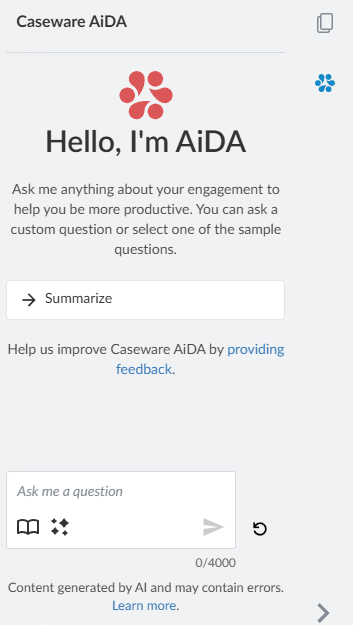 Caseware AiDA
Hello, I'm AiDA
Ask me anything about your engagement to
help you be more productive. You can ask a
custom question or select one of the sample
questions.
Summarize
Help us improve Caseware AiDA by providing
feedback.
Ask me a question
0/4000
Content generated by AI and may contain errors.
Learn more.